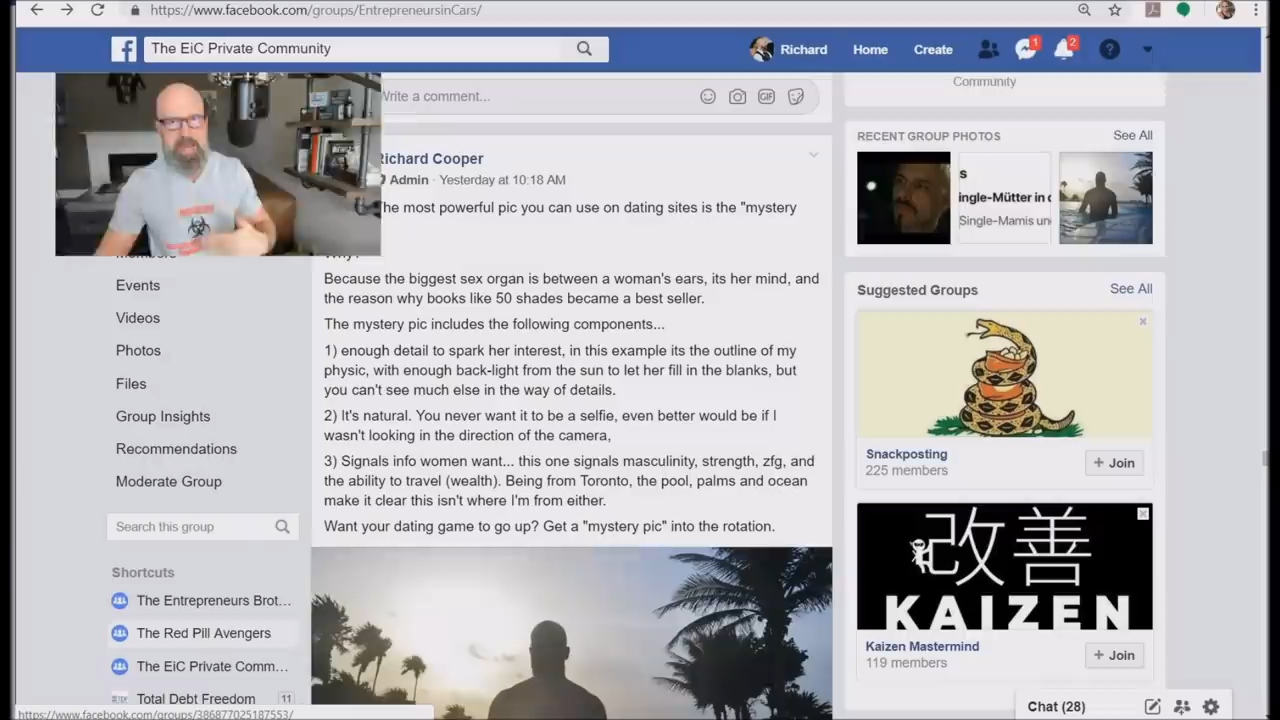 https://www.facebook.com/groups/EntrepreneursinCars/
The EiC Private Community
Richard
Home
Create
1
2
Write a comment...
Richard Cooper
Admin · Yesterday at 10:18 AM
The most powerful pic you can use on dating sites is the "mystery
Why?
Because the biggest sex organ is between a woman's ears, its her mind, and
the reason why books like 50 shades became a best seller.
The mystery pic includes the following components...
1) enough detail to spark her interest, in this example its the outline of my
physic, with enough back-light from the sun to let her fill in the blanks, but
you can't see much else in the way of details.
2) It's natural. You never want it to be a selfie, even better would be if I
wasn't looking in the direction of the camera,
3) Signals info women want... this one signals masculinity, strength, zfg, and
the ability to travel (wealth). Being from Toronto, the pool, palms and ocean
make it clear this isn't where I'm from either.
Want your dating game to go up? Get a "mystery pic" into the rotation.
Members
Events
Videos
Photos
Files
Group Insights
Recommendations
Moderate Group
Search this group
Shortcuts
The Entrepreneurs Brot...
The Red Pill Avengers
The EiC Private Comm...
Total Debt Freedom 11
https://www.facebook.com/groups/386877025187553/
Community
RECENT GROUP PHOTOS
See All
s
ingle-Mütter in
Single-Mamis un
Suggested Groups
See All
Snackposting
225 members
+ Join
改善
KAIZEN
Kaizen Mastermind
119 members
+ Join
Chat (28)